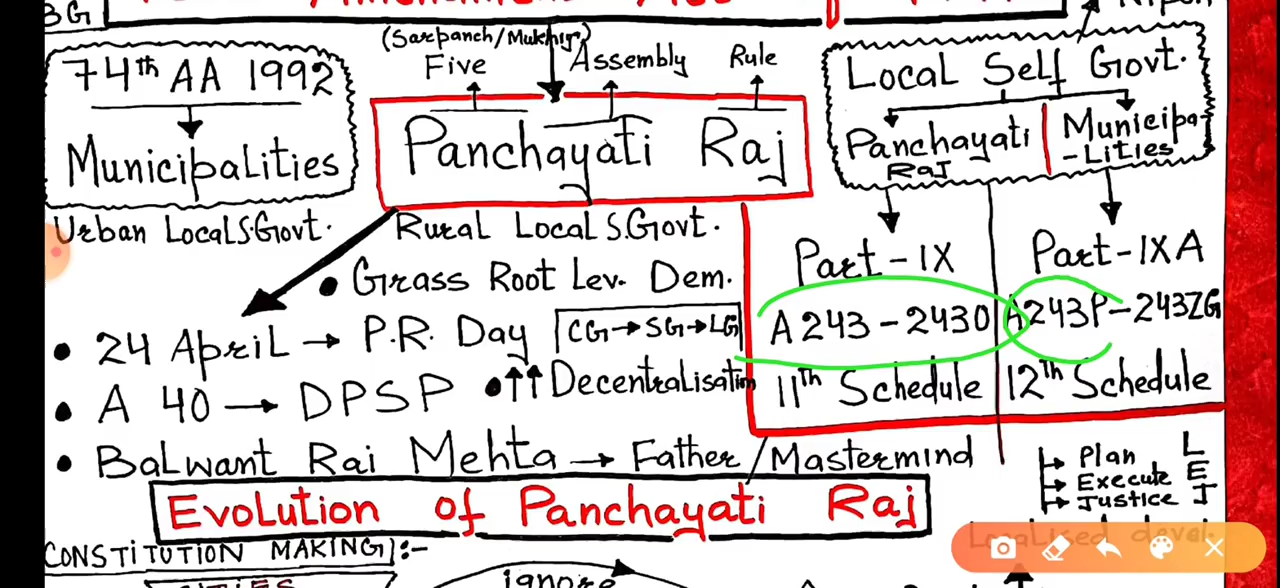 BG
74th AA 1992
Municipalities
Urban Local S.Govt.
(Sarpanch/Mukhiya)
Five Assembly Rule
Panchayati Raj
Rural Local S.Govt.
• Grass Root Lev. Dem.
• 24 April → P.R. Day
CG→SG→LG
• A 40 → DPSP
• ↑↑ Decentralisation
• Balwant Rai Mehta → Father/Mastermind
Local Self Govt.
Panchayati Raj
Municipa-
-Lities
Part-IX
Part-IXA
A 243 - 243O
A243P-243ZG
11th Schedule
12th Schedule
Plan L
Execute E
Justice J
Localised devel.
Evolution of Panchayati Raj
CONSTITUTION MAKING:-
ignore